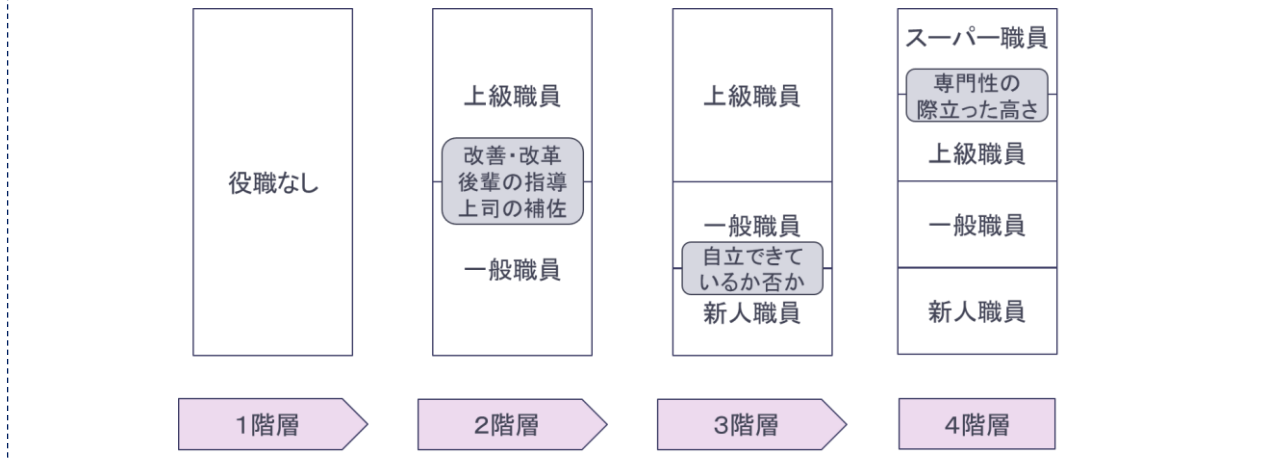 役職なし
上級職員
改善・改革
後輩の指導
上司の補佐
一般職員
上級職員
一般職員
自立できて
いるか否か
新人職員
スーパー職員
専門性の
際立った高さ
上級職員
一般職員
新人職員
1階層
2階層
3階層
4階層